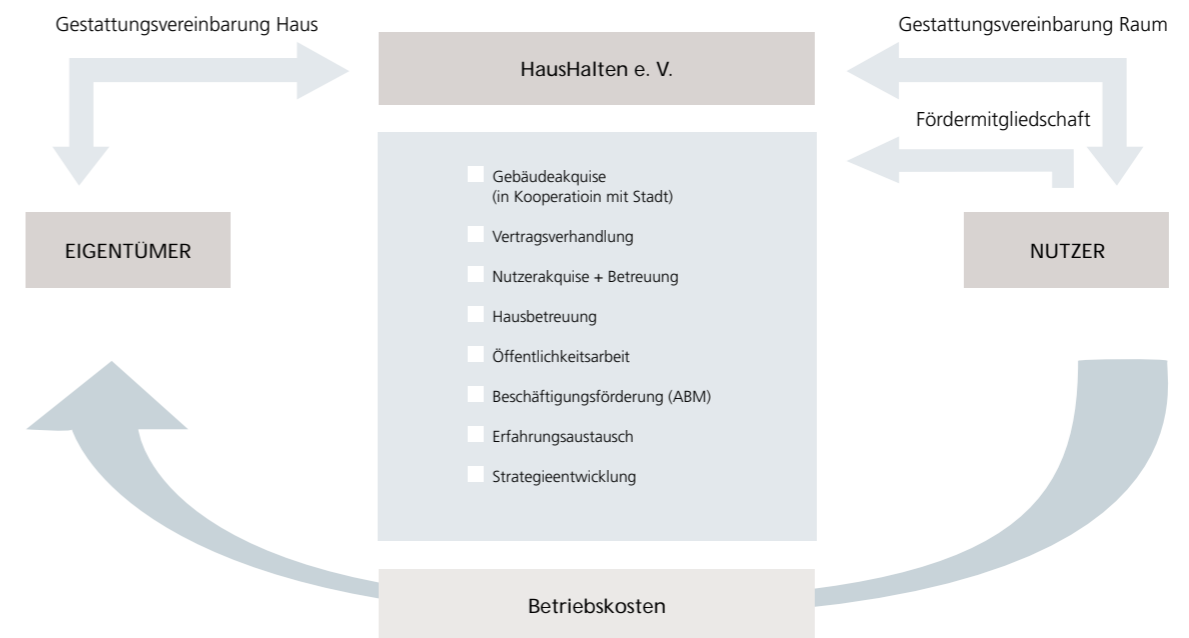 Gestattungsvereinbarung Haus
Gestattungsvereinbarung Raum
HausHalten e. V.
Fördermitgliedschaft
Gebäudeakquise
(in Kooperatioin mit Stadt)
Vertragsverhandlung
EIGENTÜMER
NUTZER
Nutzerakquise + Betreuung
Hausbetreuung
Öffentlichkeitsarbeit
Beschäftigungsförderung (ABM)
Erfahrungsaustausch
Strategieentwicklung
Betriebskosten